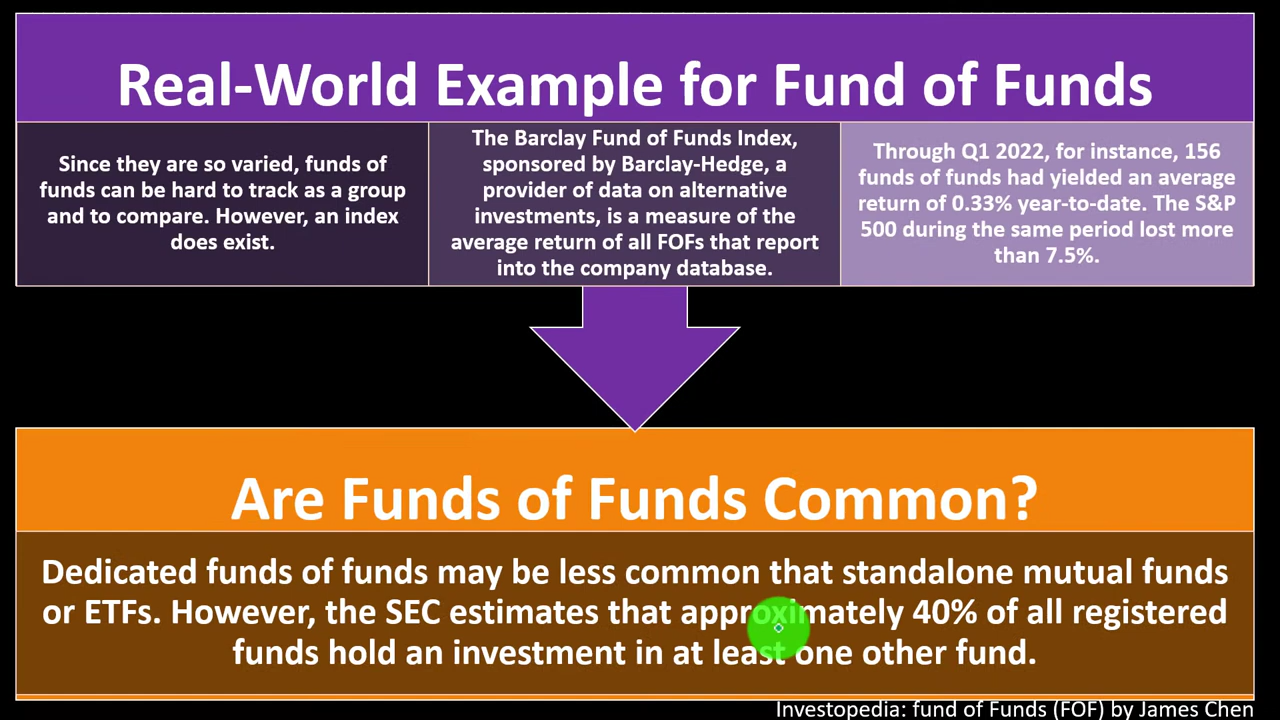 Real-World Example for Fund of Funds
Since they are so varied, funds of
funds can be hard to track as a group
and to compare. However, an index
does exist.
The Barclay Fund of Funds Index,
sponsored by Barclay-Hedge, a
provider of data on alternative
investments, is a measure of the
average return of all FOFs that report
into the company database.
Through Q1 2022, for instance, 156
funds of funds had yielded an average
return of 0.33% year-to-date. The S&P
500 during the same period lost more
than 7.5%.
Are Funds of Funds Common?
Dedicated funds of funds may be less common that standalone mutual funds
or ETFs. However, the SEC estimates that approximately 40% of all registered
funds hold an investment in at least one other fund.
Investopedia: fund of Funds (FOF) by James Chen